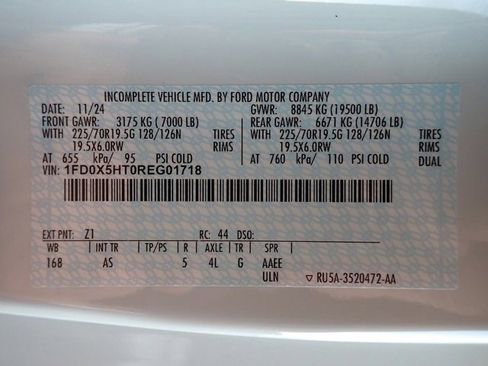 INCOMPLETE VEHICLE MFD. BY FORD MOTOR COMPANY
DATE: 11/24 GVWR: 8845 KG (19500 LB)
FRONT GAWR: 3175 KG ( 7000 LB) REAR GAWR: 6671 KG (14706 LB)
WITH 225/70R19.5G 128/126N TIRES WITH 225/70R19.5G 128/126N TIRES
19.5X6.0RW RIMS 19.5X6.0RW RIMS
AT 655 kPa/ 95 PSI COLD AT 760 kPa/ 110 PSI COLD DUAL
VIN: 1FD0X5HT0REG01718
EXT PNT: Z1 RC: 44 DSO:
WB INT TR TP/PS R AXLE TR SPR
168 AS 5 4L G AAEE
ULN ▽ RU5A-3520472-AA